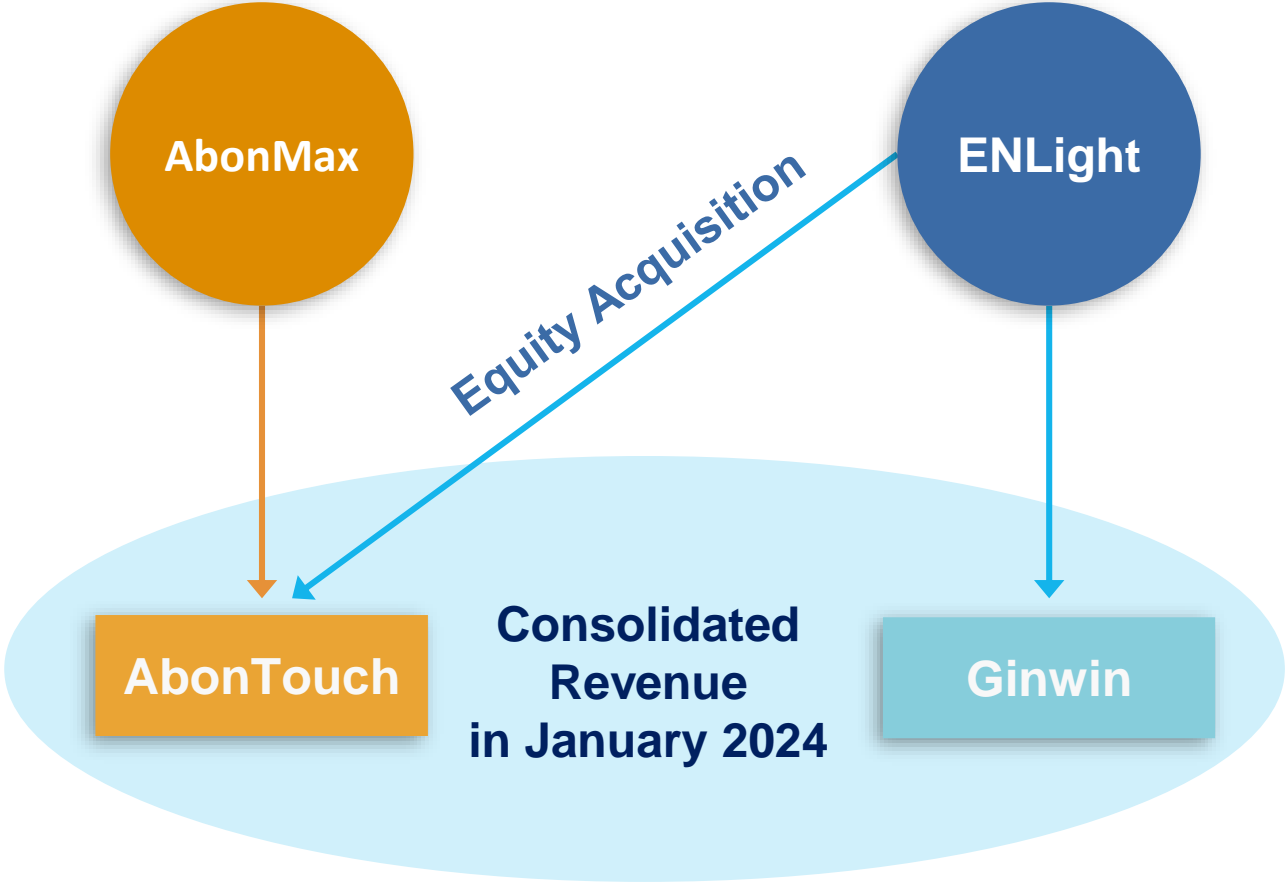 AbonMax
ENLight
Equity Acquisition
AbonTouch
Consolidated
Revenue
in January 2024
Ginwin